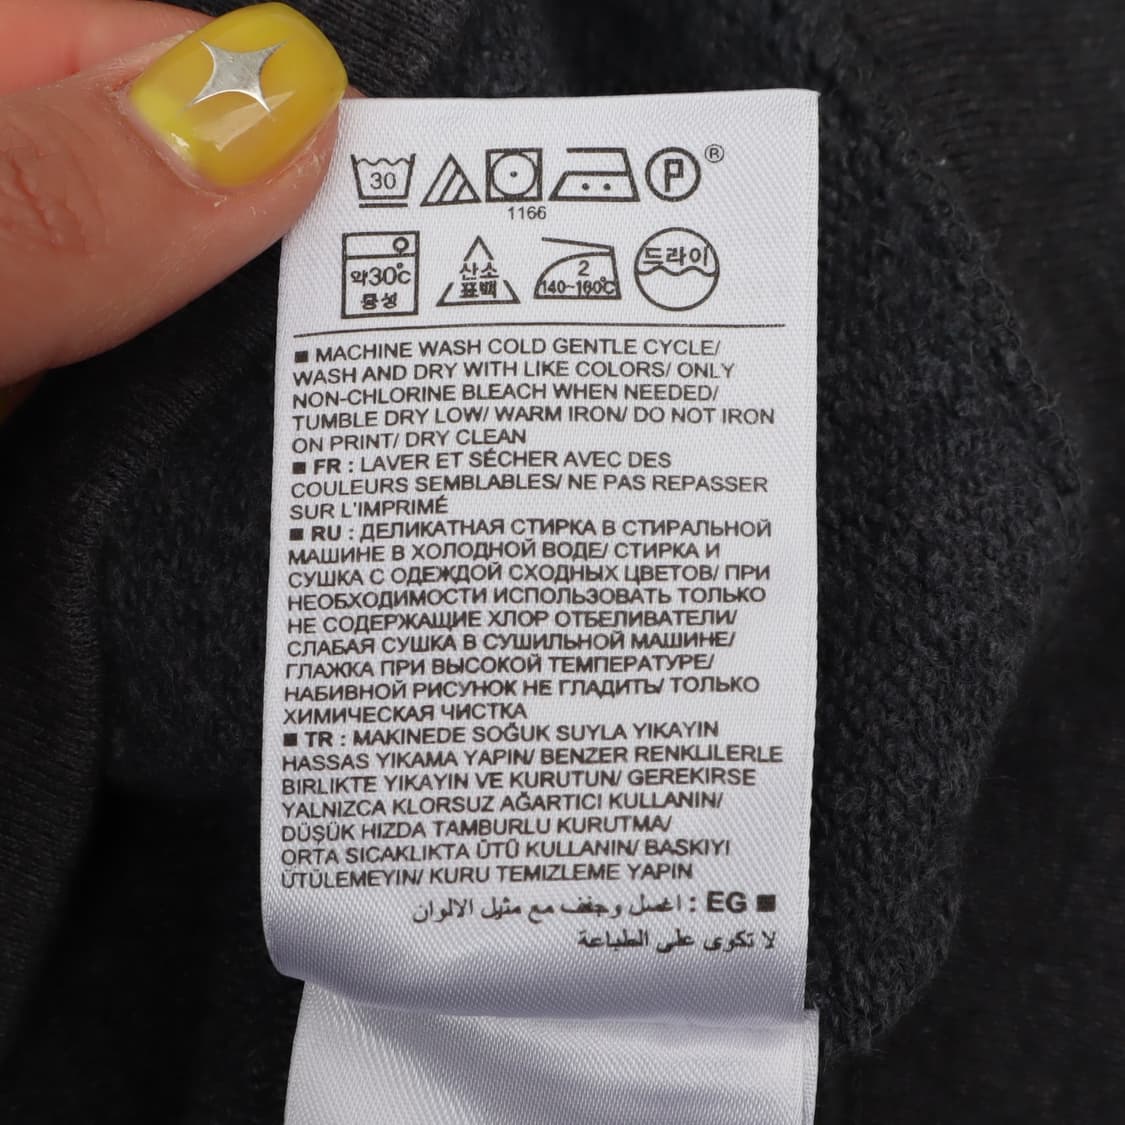 30 P ®
1166
약30℃ 중성 산소 표백 2 140~160℃ 드라이
■ MACHINE WASH COLD GENTLE CYCLE/
WASH AND DRY WITH LIKE COLORS/ ONLY
NON-CHLORINE BLEACH WHEN NEEDED/
TUMBLE DRY LOW/ WARM IRON/ DO NOT IRON
ON PRINT/ DRY CLEAN
■ FR : LAVER ET SÉCHER AVEC DES
COULEURS SEMBLABLES/ NE PAS REPASSER
SUR L'IMPRIMÉ
■ RU : ДЕЛИКАТНАЯ СТИРКА В СТИРАЛЬНОЙ
МАШИНЕ В ХОЛОДНОЙ ВОДЕ/ СТИРКА И
СУШКА С ОДЕЖДОЙ СХОДНЫХ ЦВЕТОВ/ ПРИ
НЕОБХОДИМОСТИ ИСПОЛЬЗОВАТЬ ТОЛЬКО
НЕ СОДЕРЖАЩИЕ ХЛОР ОТБЕЛИВАТЕЛИ/
СЛАБАЯ СУШКА В СУШИЛЬНОЙ МАШИНЕ/
ГЛАЖКА ПРИ ВЫСОКОЙ ТЕМПЕРАТУРЕ/
НАБИВНОЙ РИСУНОК НЕ ГЛАДИТЬ/ ТОЛЬКО
ХИМИЧЕСКАЯ ЧИСТКА
■ TR : MAKINEDE SOĞUK SUYLA YIKAYIN
HASSAS YIKAMA YAPIN/ BENZER RENKLILERLE
BIRLIKTE YIKAYIN VE KURUTUN/ GEREKIRSE
YALNIZCA KLORSUZ AĞARTICI KULLANIN/
DÜŞÜK HIZDA TAMBURLU KURUTMA/
ORTA SICAKLIKTA ÜTÜ KULLANIN/ BASKIYI
ÜTÜLEMEYIN/ KURU TEMIZLEME YAPIN
■ EG : اغسل وجفف مع مثيل الالوان
لا تكوى على الطباعة